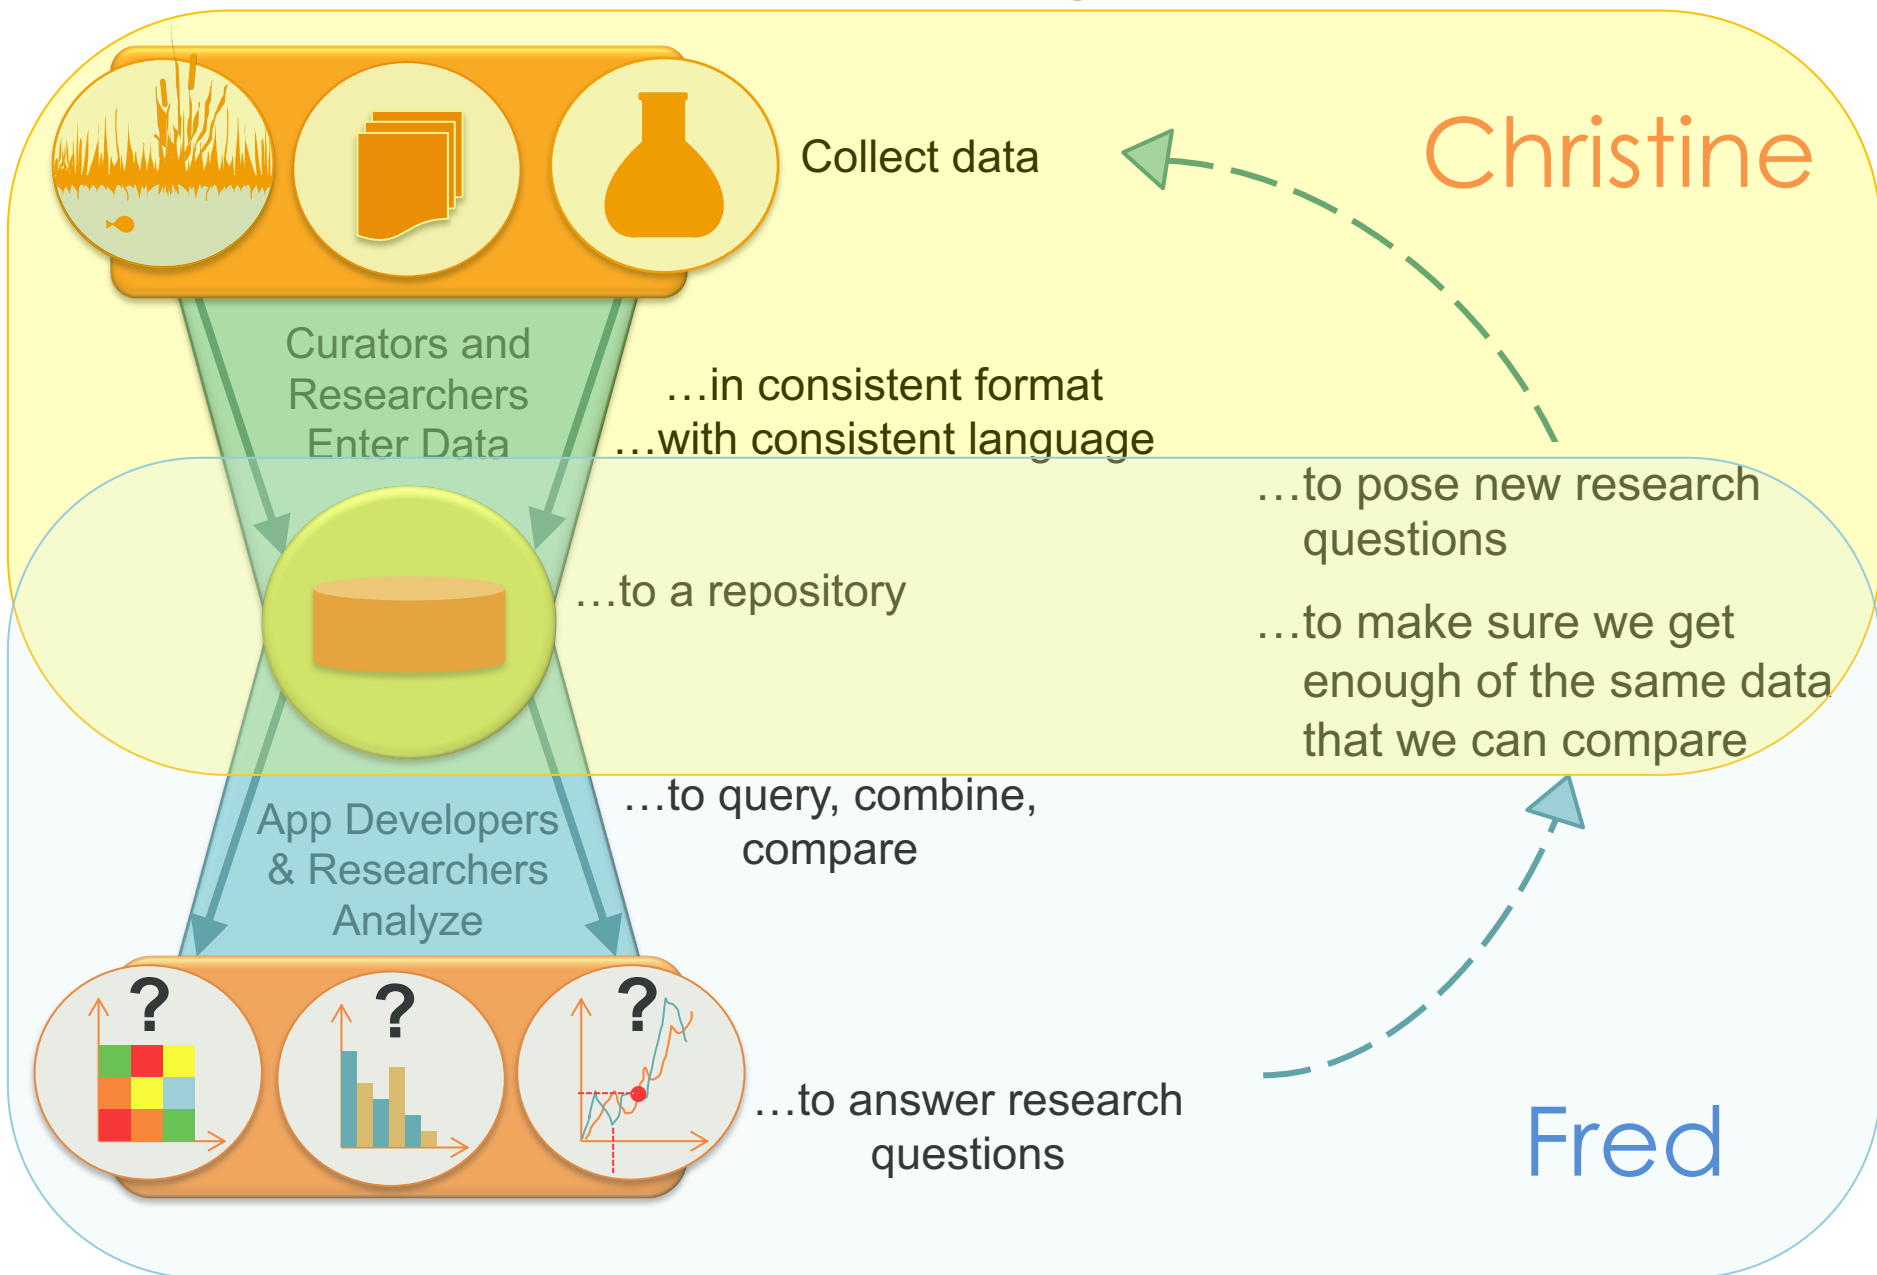 Collect data
Christine
Curators and
Researchers
Enter Data
…in consistent format
…with consistent language
…to pose new research
questions
…to a repository
…to make sure we get
enough of the same data
that we can compare
App Developers
& Researchers
Analyze
…to query, combine,
compare
?
?
?
…to answer research
questions
Fred